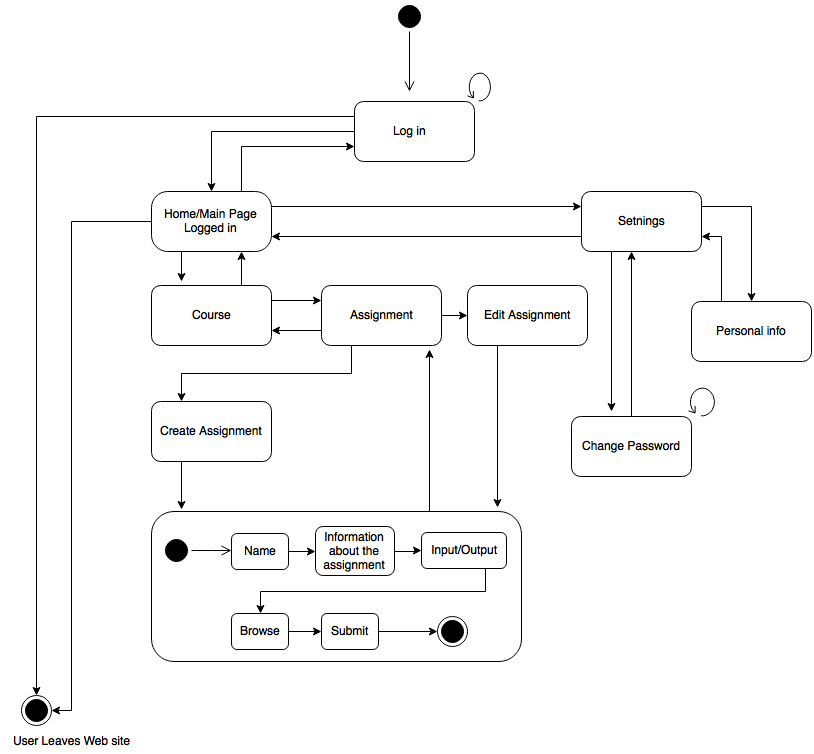 Log in
Home/Main Page
Logged in
Setnings
Course
Assignment
Edit Assignment
Personal info
Create Assignment
Change Password
Name
Information
about the
assignment
Input/Output
Browse
Submit
User Leaves Web site